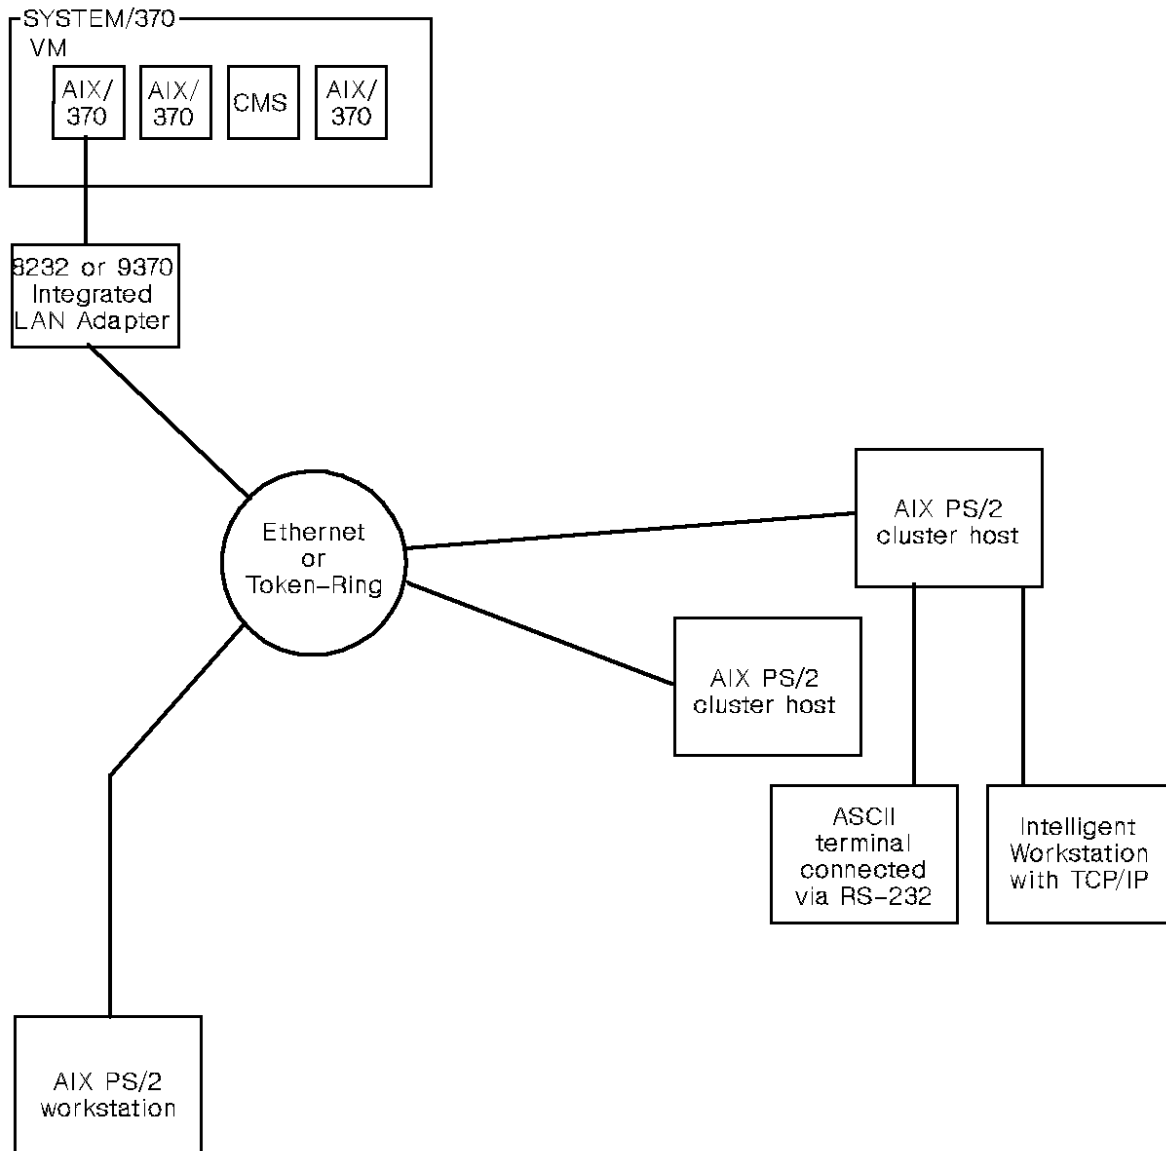 SYSTEM/370
VM
AIX/
370
AIX/
370
CMS
AIX/
370
8232 or 9370
Integrated
LAN Adapter
Ethernet
or
Token-Ring
AIX PS/2
cluster host
AIX PS/2
cluster host
ASCII
terminal
connected
via RS-232
Intelligent
Workstation
with TCP/IP
AIX PS/2
workstation